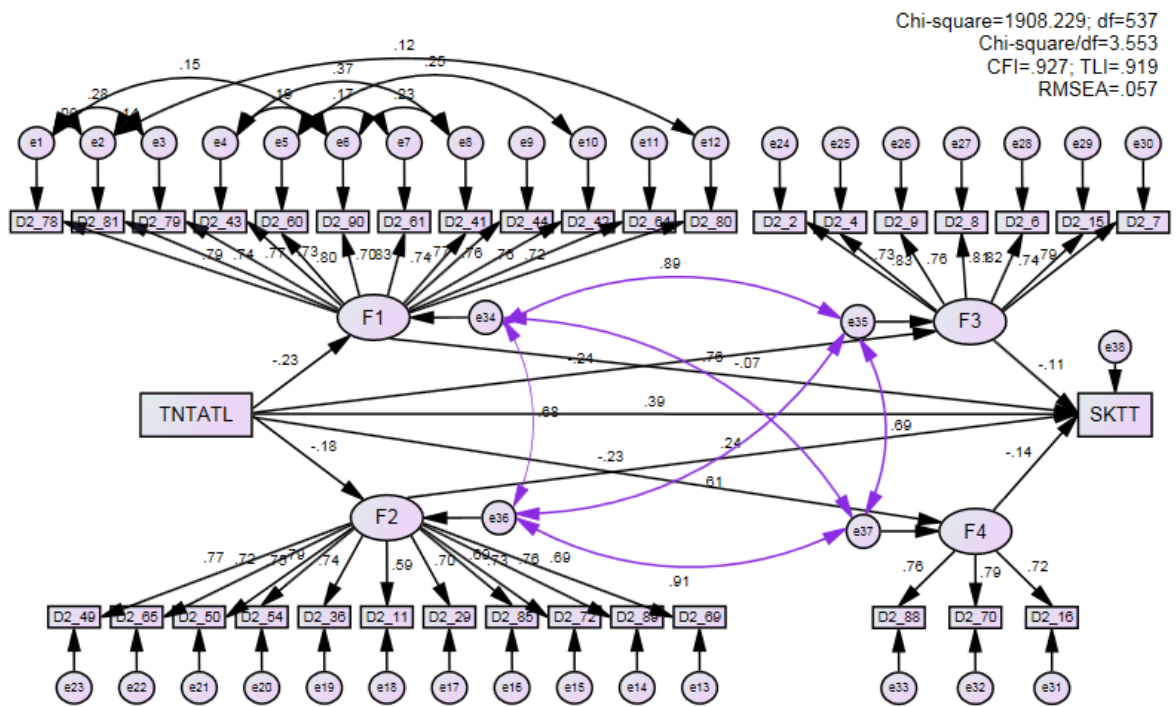 Chi-square=1908.229; df=537
Chi-square/df=3.553
CFI=.927; TLI=.919
RMSEA=.057
.12
.15 .37 .25
.28 .19 .17 .23
.14
e1 e2 e3 e4 e5 e6 e7 e8 e9 e10 e11 e12 e24 e25 e26 e27 e28 e29 e30
D2_78 D2_81 D2_79 D2_43 D2_60 D2_90 D2_61 D2_41 D2_44 D2_42 D2_64 D2_80 D2_2 D2_4 D2_9 D2_8 D2_6 D2_15 D2_7
.79 .74 .77 .73 .80 .70 .83 .74 .77 .76 .76 .72 .73 .83 .76 .81 .82 .74 .79
.89
F1 e34 e35 F3
e38
-.23 .76 -.24 -.07 -.11
TNTATL .68 .39 SKTT
.69
-.18 -.23 .24 -.14
.61
F2 e36 e37 F4
.77 .72 .75 .79 .74 .59 .70 .69 .73 .76 .69 .76 .79 .72
.91
D2_49 D2_65 D2_50 D2_54 D2_36 D2_11 D2_29 D2_85 D2_72 D2_89 D2_69 D2_88 D2_70 D2_16
e23 e22 e21 e20 e19 e18 e17 e16 e15 e14 e13 e33 e32 e31